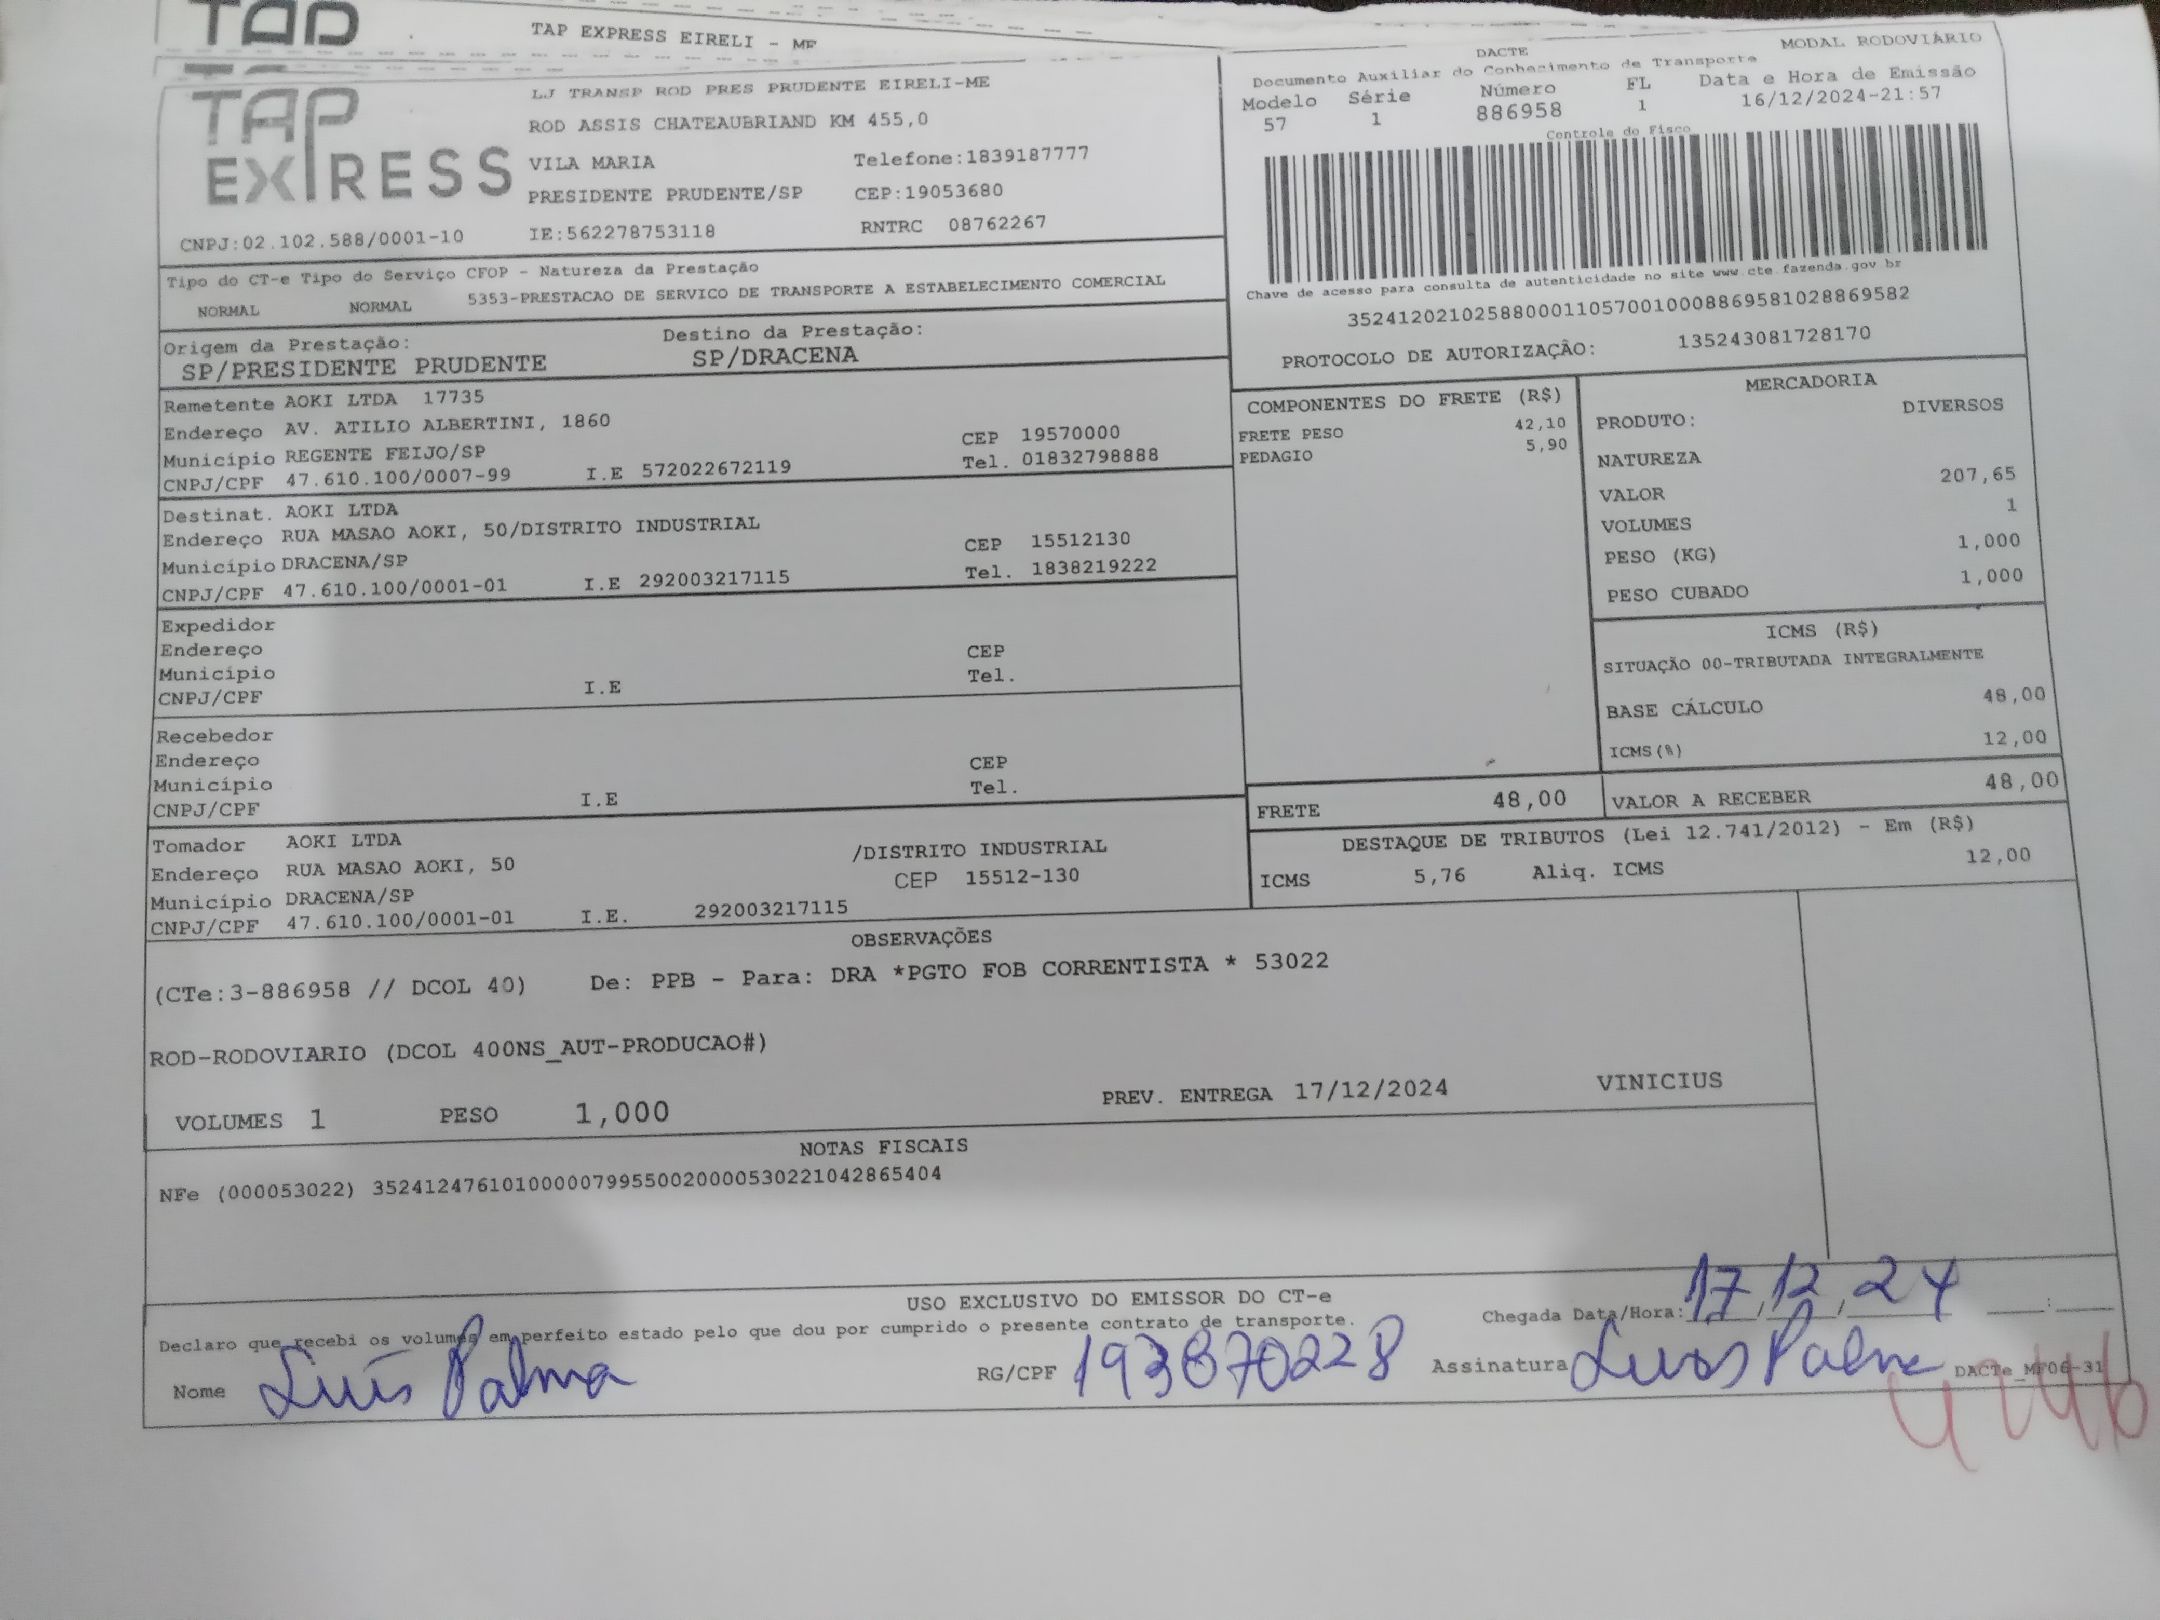 TAP
TAP EXPRESS EIRELI - ME
TAP
EXPRESS
LJ TRANSP ROD PRES PRUDENTE EIRELI-ME
ROD ASSIS CHATEAUBRIAND KM 455,0
VILA MARIA Telefone:1839187777
PRESIDENTE PRUDENTE/SP CEP:19053680
CNPJ:02.102.588/0001-10 IE:562278753118 RNTRC 08762267
DACTE MODAL RODOVIÁRIO
Documento Auxiliar do Conhecimento de Transporte
Modelo Série Número FL Data e Hora de Emissão
57 1 886958 1 16/12/2024-21:57
Controle do Fisco
Chave de acesso para consulta de autenticidade no site www.cte.fazenda.gov br
35241202102588000110570010008869581028869582
PROTOCOLO DE AUTORIZAÇÃO: 135243081728170
Tipo do CT-e Tipo do Serviço CFOP - Natureza da Prestação
NORMAL NORMAL 5353-PRESTACAO DE SERVICO DE TRANSPORTE A ESTABELECIMENTO COMERCIAL
Origem da Prestação: Destino da Prestação:
SP/PRESIDENTE PRUDENTE SP/DRACENA
Remetente AOKI LTDA 17735
Endereço AV. ATILIO ALBERTINI, 1860
Município REGENTE FEIJO/SP CEP 19570000
CNPJ/CPF 47.610.100/0007-99 I.E 572022672119 Tel. 01832798888
Destinat. AOKI LTDA
Endereço RUA MASAO AOKI, 50/DISTRITO INDUSTRIAL
Município DRACENA/SP CEP 15512130
CNPJ/CPF 47.610.100/0001-01 I.E 292003217115 Tel. 1838219222
Expedidor
Endereço CEP
Município Tel.
CNPJ/CPF I.E
Recebedor
Endereço CEP
Município Tel.
CNPJ/CPF I.E
Tomador AOKI LTDA
Endereço RUA MASAO AOKI, 50 /DISTRITO INDUSTRIAL
Município DRACENA/SP CEP 15512-130
CNPJ/CPF 47.610.100/0001-01 I.E. 292003217115
COMPONENTES DO FRETE (R$)
FRETE PESO 42,10
PEDAGIO 5,90
MERCADORIA
PRODUTO: DIVERSOS
NATUREZA
VALOR 207,65
VOLUMES 1
PESO (KG) 1,000
PESO CUBADO 1,000
ICMS (R$)
SITUAÇÃO 00-TRIBUTADA INTEGRALMENTE
BASE CÁLCULO 48,00
ICMS(%) 12,00
FRETE 48,00 VALOR A RECEBER 48,00
DESTAQUE DE TRIBUTOS (Lei 12.741/2012) - Em (R$)
ICMS 5,76 Aliq. ICMS 12,00
OBSERVAÇÕES
(CTe:3-886958 // DCOL 40) De: PPB - Para: DRA *PGTO FOB CORRENTISTA * 53022
ROD-RODOVIARIO (DCOL 400NS_AUT-PRODUCAO#)
VOLUMES 1 PESO 1,000 PREV. ENTREGA 17/12/2024 VINICIUS
NOTAS FISCAIS
NFe (000053022) 35241247610100000799550020000530221042865404
USO EXCLUSIVO DO EMISSOR DO CT-e
Declaro que recebi os volumes em perfeito estado pelo que dou por cumprido o presente contrato de transporte. Chegada Data/Hora: 17/12/24 __:__
Nome Luís Palma RG/CPF 193870228 Assinatura Luis Palma DACTe_MF06-31